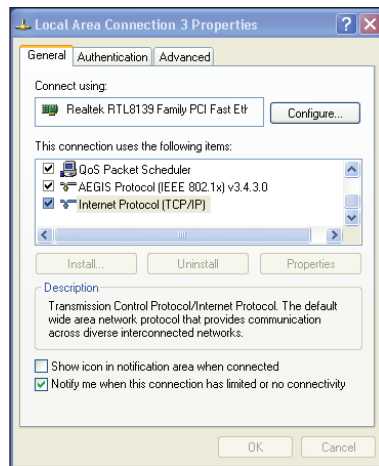 Local Area Connection 3 Properties
General Authentication Advanced
Connect using:
Realtek RTL8139 Family PCI Fast Eth
Configure...
This connection uses the following items:
QoS Packet Scheduler
AEGIS Protocol (IEEE 802.1x) v3.4.3.0
Internet Protocol (TCP/IP)
Install... Uninstall Properties
Description
Transmission Control Protocol/Internet Protocol. The default
wide area network protocol that provides communication
across diverse interconnected networks.
Show icon in notification area when connected
Notify me when this connection has limited or no connectivity
OK Cancel